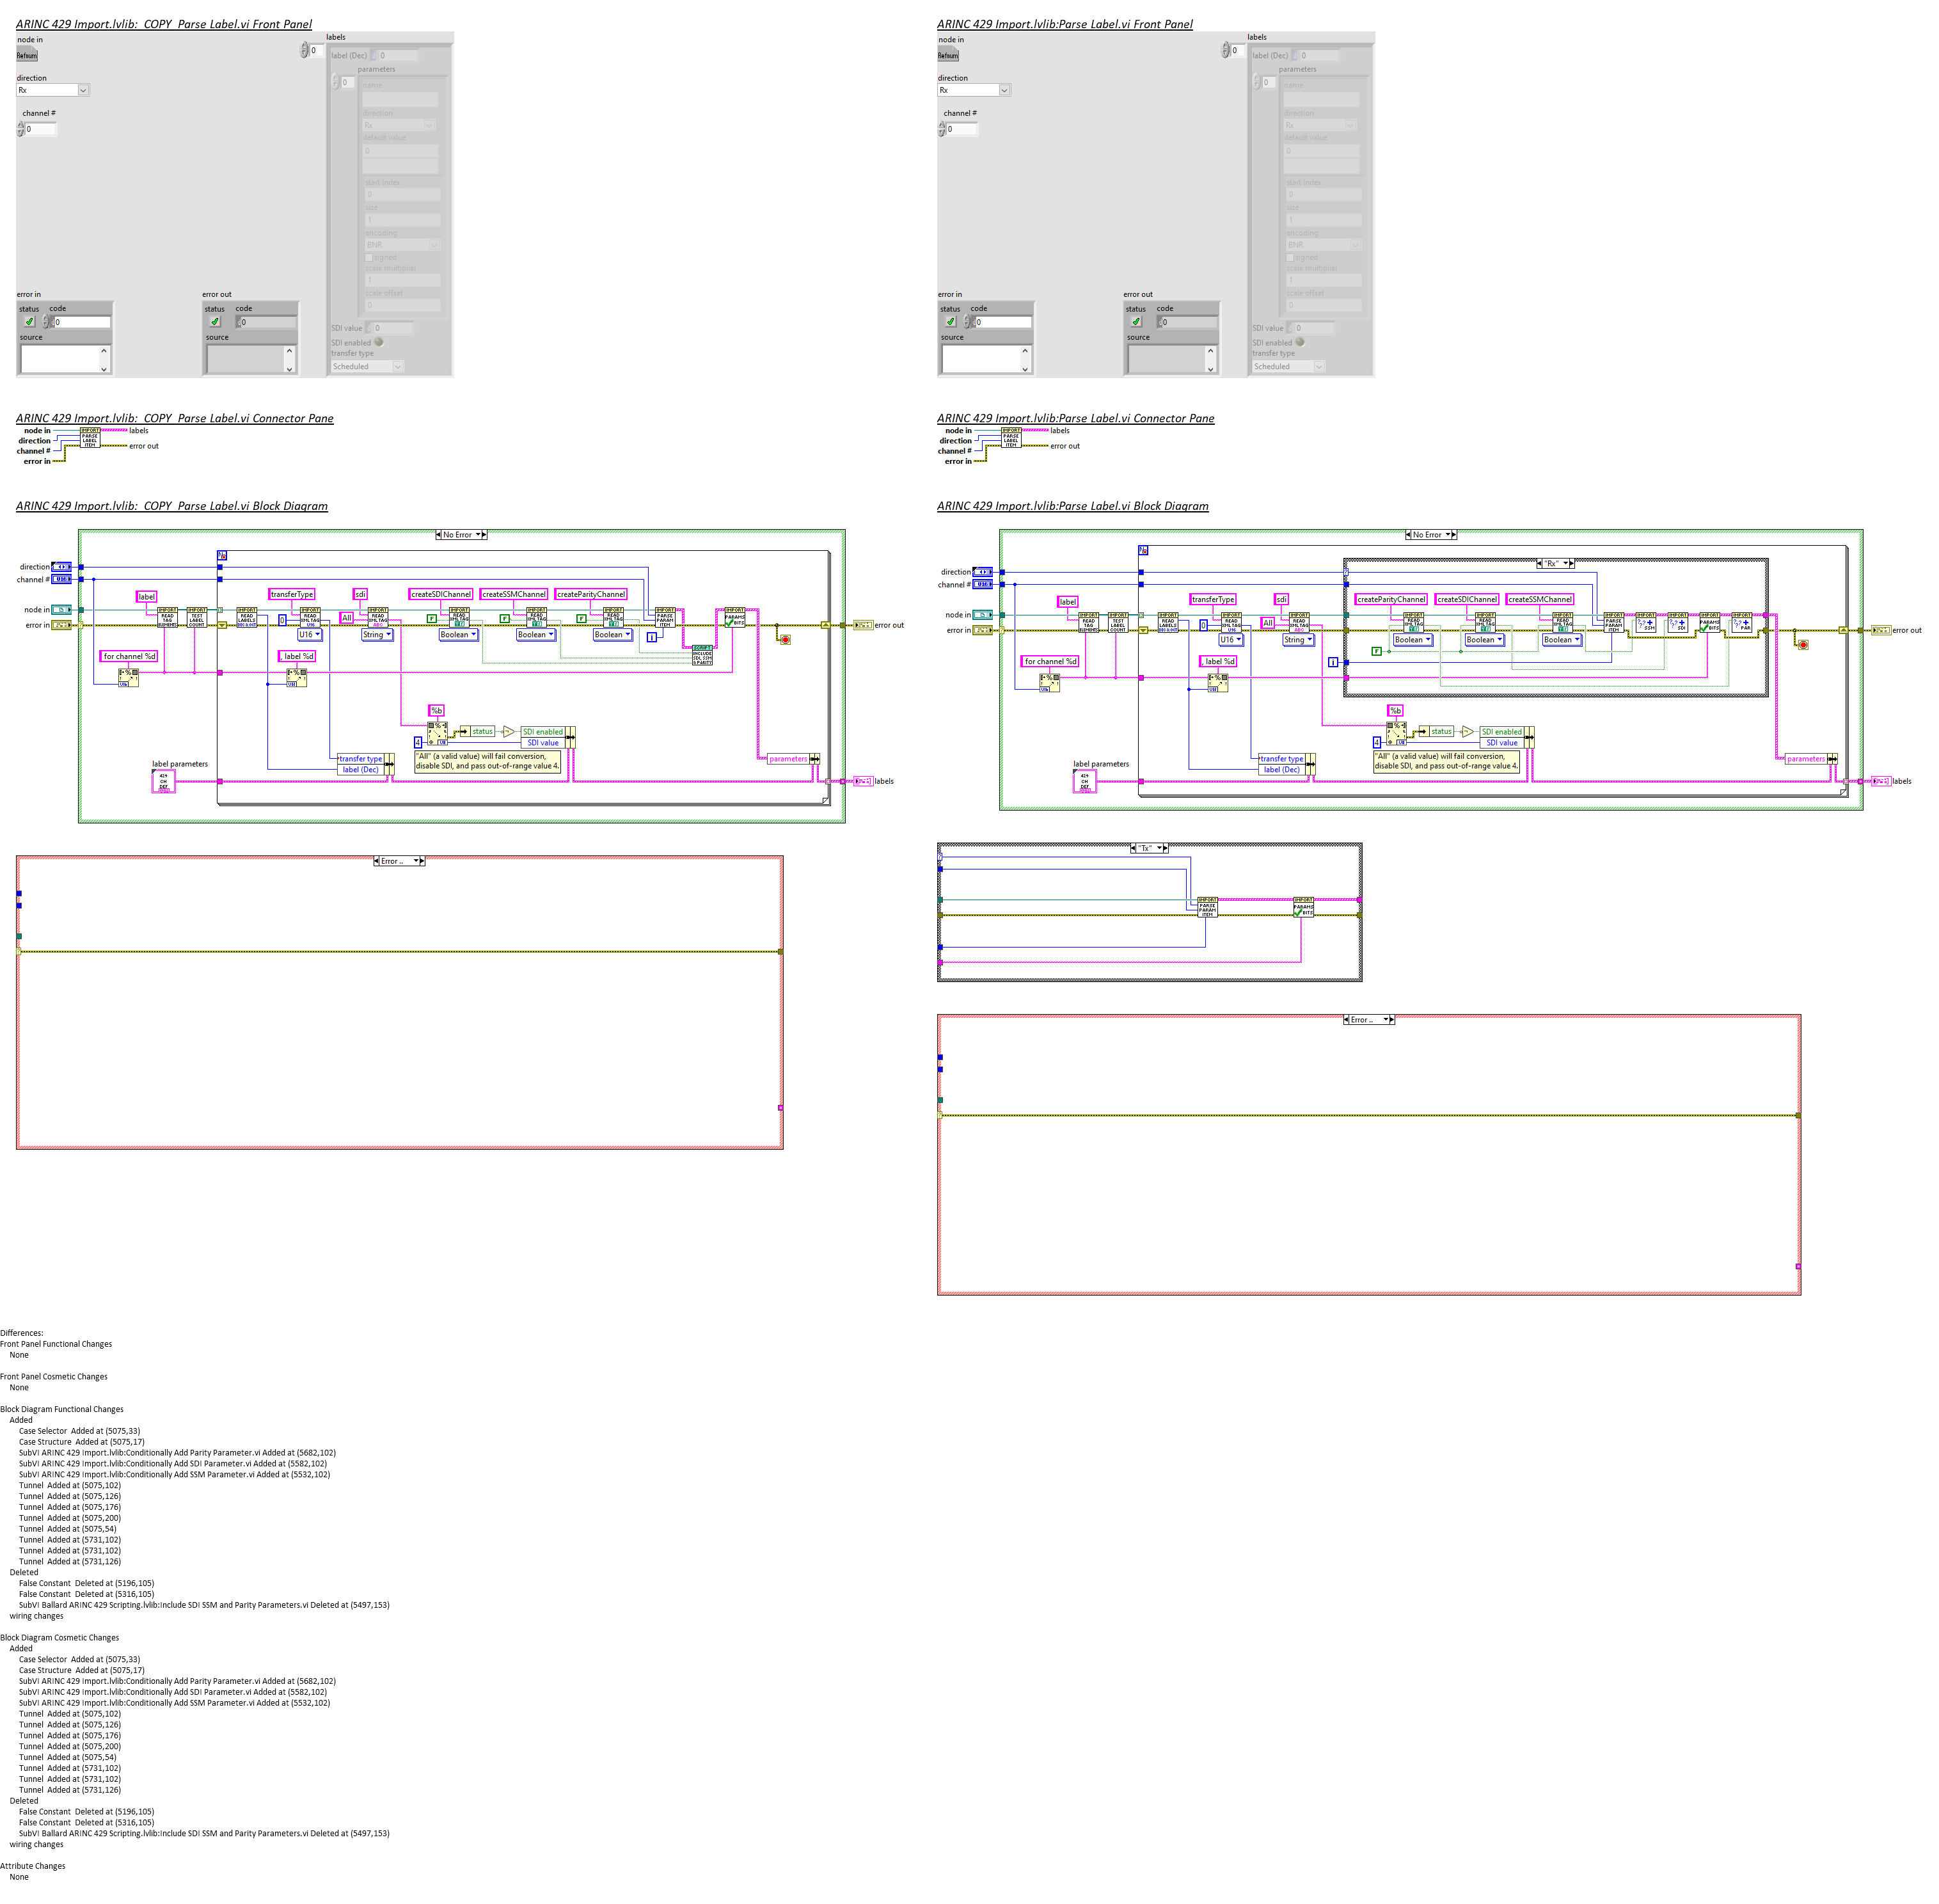 ARINC 429 Import.lvlib:  COPY  Parse Label.vi Front Panel
node in
Refnum
direction
Rx
channel #
0
0
labels
label (Dec)
0
parameters
0
name
direction
Rx
default value
0
start index
0
size
1
encoding
BNR
signed
scale multiplier
1
scale offset
0
SDI value
0
SDI enabled
transfer type
Scheduled
error in
status code
0
source
error out
status code
0
source
ARINC 429 Import.lvlib:Parse Label.vi Front Panel
node in
Refnum
direction
Rx
channel #
0
0
labels
label (Dec)
0
parameters
0
name
direction
Rx
default value
0
start index
0
size
1
encoding
BNR
signed
scale multiplier
1
scale offset
0
SDI value
0
SDI enabled
transfer type
Scheduled
error in
status code
0
source
error out
status code
0
source
ARINC 429 Import.lvlib:  COPY  Parse Label.vi Connector Pane
node in
direction
channel #
error in
IMPORT
PARSE
LABEL
ITEM
labels
error out
ARINC 429 Import.lvlib:Parse Label.vi Connector Pane
node in
direction
channel #
error in
IMPORT
PARSE
LABEL
ITEM
labels
error out
ARINC 429 Import.lvlib:  COPY  Parse Label.vi Block Diagram
No Error
direction
channel #
U16
node in
error in
label
transferType
sdi
createSDIChannel
createSSMChannel
createParityChannel
0
All
U16
String
Boolean
Boolean
Boolean
i
for channel %d
, label %d
%b
4
status
SDI enabled
SDI value
transfer type
label (Dec)
"All" (a valid value) will fail conversion,
disable SDI, and pass out-of-range value 4.
label parameters
parameters
error out
labels
Error ..
ARINC 429 Import.lvlib:Parse Label.vi Block Diagram
No Error
direction
channel #
U16
node in
error in
label
transferType
sdi
"Rx"
createParityChannel
createSDIChannel
createSSMChannel
0
All
U16
String
Boolean
Boolean
Boolean
i
for channel %d
, label %d
%b
4
status
SDI enabled
SDI value
transfer type
label (Dec)
"All" (a valid value) will fail conversion,
disable SDI, and pass out-of-range value 4.
label parameters
parameters
error out
labels
"Tx"
IMPORT
PARSE
PARAM
ITEM
IMPORT
PARAMS
BITS
Error ..
Differences:
Front Panel Functional Changes
None
Front Panel Cosmetic Changes
None
Block Diagram Functional Changes
Added
Case Selector  Added at (5075,33)
Case Structure  Added at (5075,17)
SubVI ARINC 429 Import.lvlib:Conditionally Add Parity Parameter.vi Added at (5682,102)
SubVI ARINC 429 Import.lvlib:Conditionally Add SDI Parameter.vi Added at (5582,102)
SubVI ARINC 429 Import.lvlib:Conditionally Add SSM Parameter.vi Added at (5532,102)
Tunnel  Added at (5075,102)
Tunnel  Added at (5075,126)
Tunnel  Added at (5075,176)
Tunnel  Added at (5075,200)
Tunnel  Added at (5075,54)
Tunnel  Added at (5731,102)
Tunnel  Added at (5731,102)
Tunnel  Added at (5731,126)
Deleted
False Constant  Deleted at (5196,105)
False Constant  Deleted at (5316,105)
SubVI Ballard ARINC 429 Scripting.lvlib:Include SDI SSM and Parity Parameters.vi Deleted at (5497,153)
wiring changes
Block Diagram Cosmetic Changes
Added
Case Selector  Added at (5075,33)
Case Structure  Added at (5075,17)
SubVI ARINC 429 Import.lvlib:Conditionally Add Parity Parameter.vi Added at (5682,102)
SubVI ARINC 429 Import.lvlib:Conditionally Add SDI Parameter.vi Added at (5582,102)
SubVI ARINC 429 Import.lvlib:Conditionally Add SSM Parameter.vi Added at (5532,102)
Tunnel  Added at (5075,102)
Tunnel  Added at (5075,126)
Tunnel  Added at (5075,176)
Tunnel  Added at (5075,200)
Tunnel  Added at (5075,54)
Tunnel  Added at (5731,102)
Tunnel  Added at (5731,102)
Tunnel  Added at (5731,126)
Deleted
False Constant  Deleted at (5196,105)
False Constant  Deleted at (5316,105)
SubVI Ballard ARINC 429 Scripting.lvlib:Include SDI SSM and Parity Parameters.vi Deleted at (5497,153)
wiring changes
Attribute Changes
None